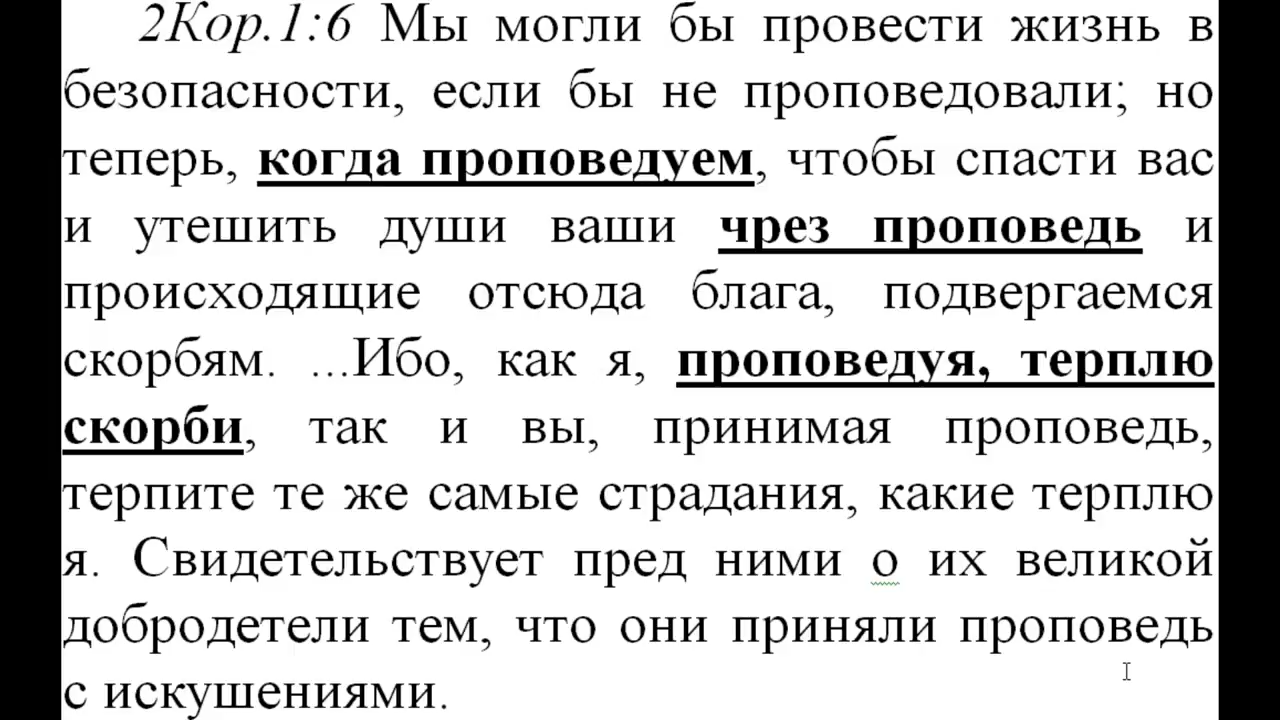 2Кор.1:6 Мы могли бы провести жизнь в
безопасности, если бы не проповедовали; но
теперь, когда проповедуем, чтобы спасти вас
и утешить души ваши чрез проповедь и
происходящие отсюда блага, подвергаемся
скорбям. ...Ибо, как я, проповедуя, терплю
скорби, так и вы, принимая проповедь,
терпите те же самые страдания, какие терплю
я. Свидетельствует пред ними о их великой
добродетели тем, что они приняли проповедь
с искушениями.